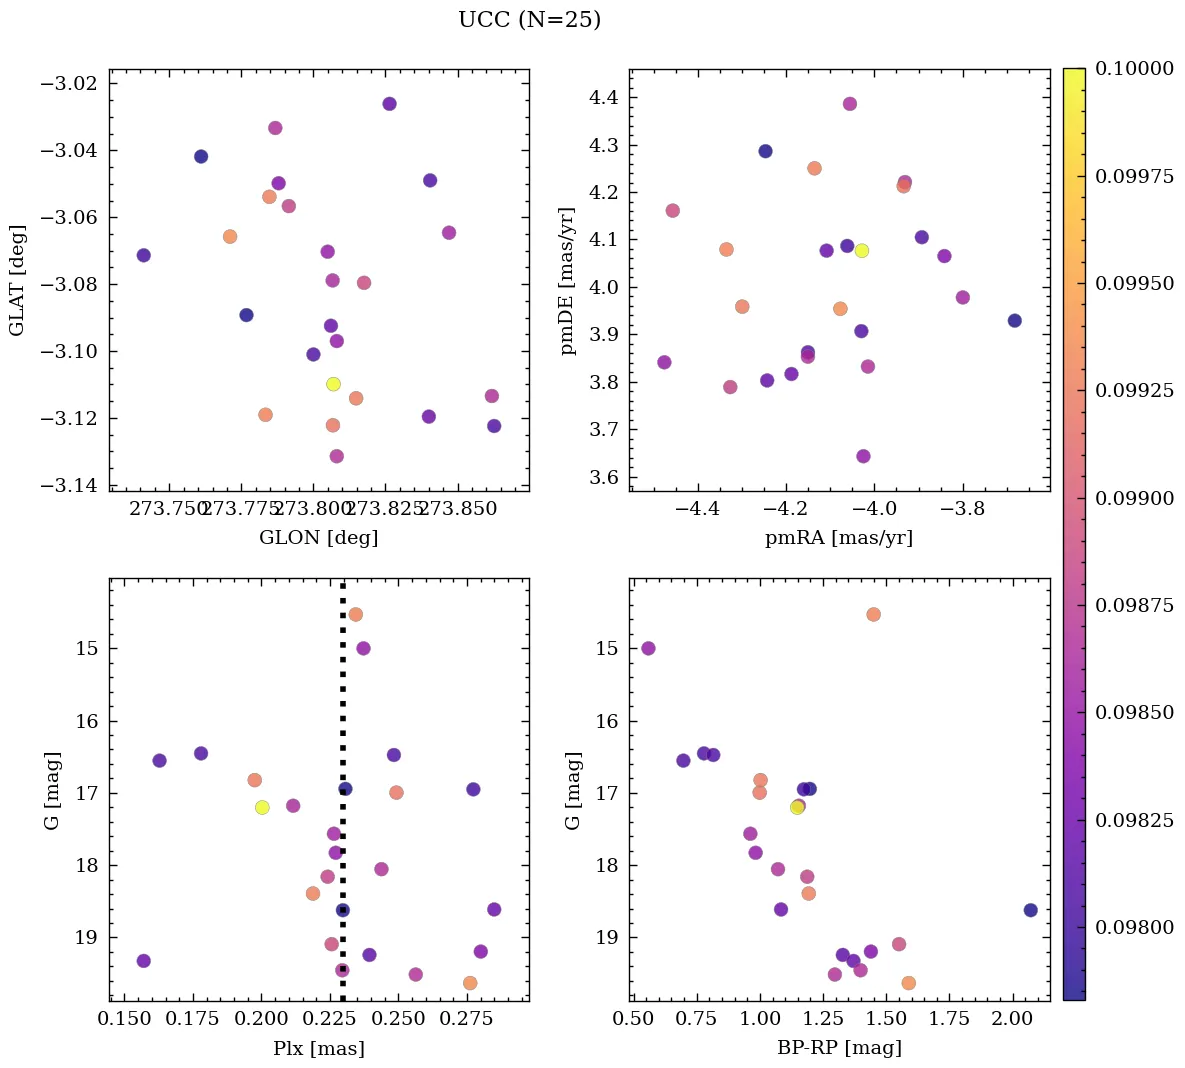 UCC (N=25)
−3.02
−3.04
−3.06
−3.08
−3.10
−3.12
−3.14
GLAT [deg]
273.750 273.775 273.800 273.825 273.850
GLON [deg]
4.4
4.3
4.2
4.1
4.0
3.9
3.8
3.7
3.6
pmDE [mas/yr]
−4.4 −4.2 −4.0 −3.8
pmRA [mas/yr]
0.10000
0.09975
0.09950
0.09925
0.09900
0.09875
0.09850
0.09825
0.09800
15
16
17
18
19
G [mag]
0.150 0.175 0.200 0.225 0.250 0.275
Plx [mas]
15
16
17
18
19
G [mag]
0.50 0.75 1.00 1.25 1.50 1.75 2.00
BP-RP [mag]